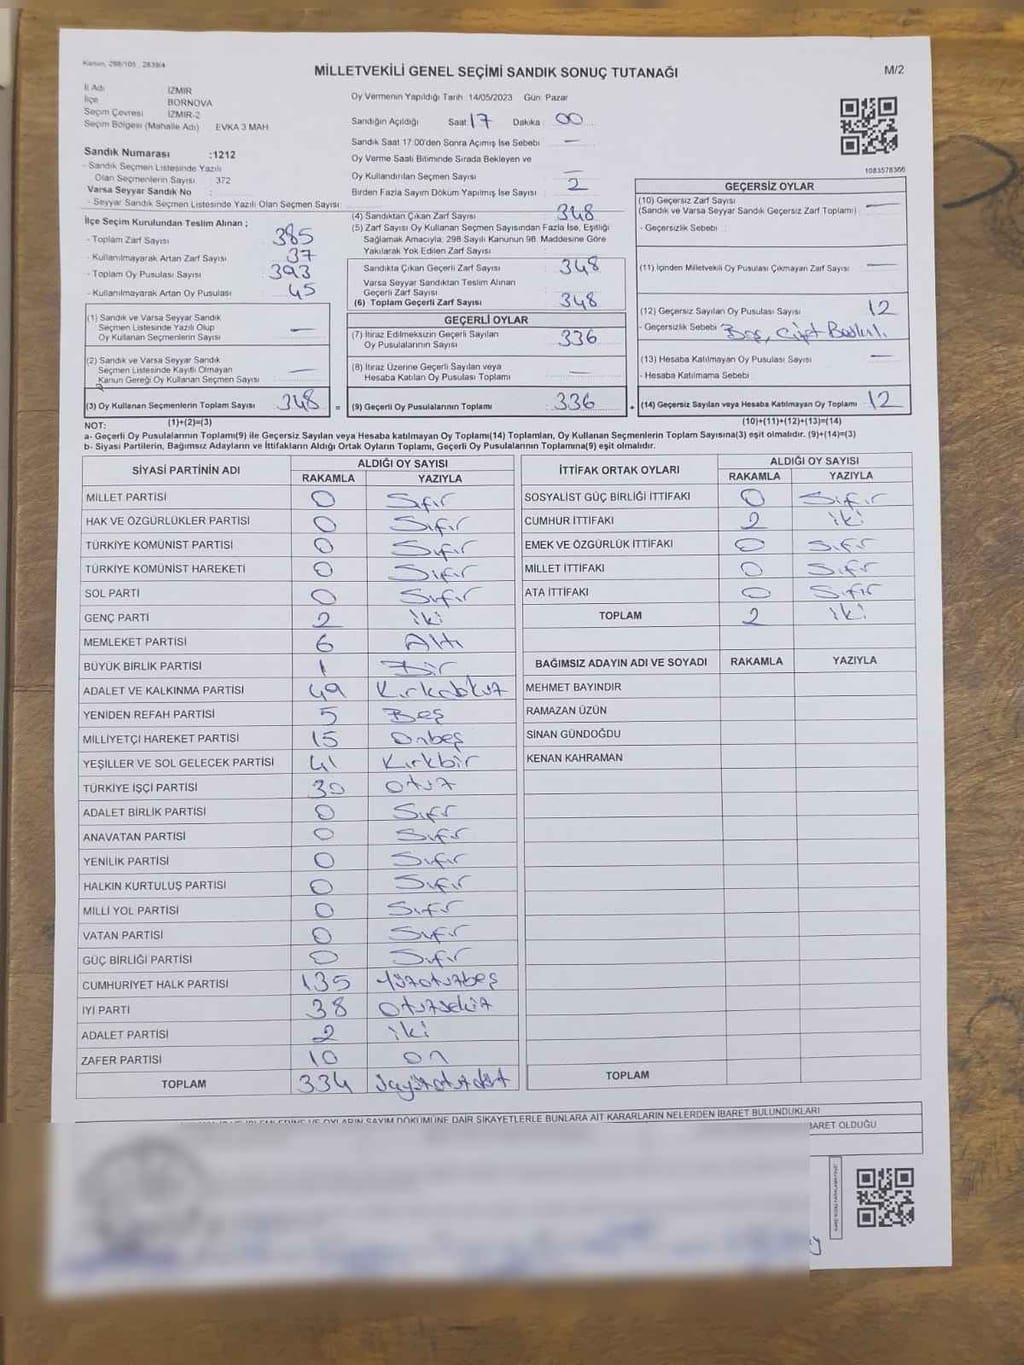 Kanun, 298/105 , 2839/4
MİLLETVEKİLİ GENEL SEÇİMİ SANDIK SONUÇ TUTANAĞI
M/2
İl Adı İZMİR
İlçe BORNOVA
Seçim Çevresi İZMİR-2
Seçim Bölgesi (Mahalle Adı) EVKA 3 MAH
Oy Vermenin Yapıldığı Tarih :14/05/2023 Gün: Pazar
Sandığın Açıldığı Saat: 17 Dakika : 00
Sandık Saat 17:00'den Sonra Açımış İse Sebebi : —
Oy Verme Saati Bitiminde Sırada Bekleyen ve
Oy Kullandırılan Seçmen Sayısı : —
Birden Fazla Sayım Döküm Yapılmış İse Sayısı : 2
Sandık Numarası :1212
- Sandık Seçmen Listesinde Yazılı
Olan Seçmenlerin Sayısı : 372
Varsa Seyyar Sandık No :
- Seyyar Sandık Seçmen Listesinde Yazılı Olan Seçmen Sayısı:
1083578366
İlçe Seçim Kurulundan Teslim Alınan ;
- Toplam Zarf Sayısı : 385
- Kullanılmayarak Artan Zarf Sayısı : 37
- Toplam Oy Pusulası Sayısı : 393
- Kullanılmayarak Artan Oy Pusulası : 45
(1) Sandık ve Varsa Seyyar Sandık
Seçmen Listesinde Yazılı Olup
Oy Kullanan Seçmenlerin Sayısı : —
(2) Sandık ve Varsa Seyyar Sandık
Seçmen Listesinde Kayıtlı Olmayan
Kanun Gereği Oy Kullanan Seçmen Sayısı : —
(3) Oy Kullanan Seçmenlerin Toplam Sayısı : 348
(1)+(2)=(3)
(4) Sandıktan Çıkan Zarf Sayısı : 348
(5) Zarf Sayısı Oy Kullanan Seçmen Sayısından Fazla İse, Eşitliği
Sağlamak Amacıyla; 298 Sayılı Kanunun 98. Maddesine Göre
Yakılarak Yok Edilen Zarf Sayısı :
Sandıkta Çıkan Geçerli Zarf Sayısı : 348
Varsa Seyyar Sandıktan Teslim Alınan
Geçerli Zarf Sayısı :
(6) Toplam Geçerli Zarf Sayısı : 348
GEÇERLİ OYLAR
(7) İtiraz Edilmeksizin Geçerli Sayılan
Oy Pusulalarının Sayısı : 336
(8) İtiraz Üzerine Geçerli Sayılan veya
Hesaba Katılan Oy Pusulası Toplamı : —
= (9) Geçerli Oy Pusulalarının Toplamı : 336
GEÇERSİZ OYLAR
(10) Geçersiz Zarf Sayısı
(Sandık ve Varsa Seyyar Sandık Geçersiz Zarf Toplamı) : —
- Geçersizlik Sebebi :
(11) İçinden Milletvekili Oy Pusulası Çıkmayan Zarf Sayısı : —
(12) Geçersiz Sayılan Oy Pusulası Sayısı : 12
- Geçersizlik Sebebi : Boş, Çift Baskılı
(13) Hesaba Katılmayan Oy Pusulası Sayısı : —
- Hesaba Katılmama Sebebi :
+ (14) Geçersiz Sayılan veya Hesaba Katılmayan Oy Toplamı : 12
(10)+(11)+(12)+(13)=(14)
NOT:
a- Geçerli Oy Pusulalarının Toplamı(9) ile Geçersiz Sayılan veya Hesaba katılmayan Oy Toplamı(14) Toplamları, Oy Kullanan Seçmenlerin Toplam Sayısına(3) eşit olmalıdır. (9)+(14)=(3)
b- Siyasi Partilerin, Bağımsız Adayların ve İttifakların Aldığı Ortak Oyların Toplamı, Geçerli Oy Pusulalarının Toplamına(9) eşit olmalıdır.
SİYASİ PARTİNİN ADI ALDIĞI OY SAYISI
RAKAMLA YAZIYLA
MİLLET PARTİSİ 0 Sıfır
HAK VE ÖZGÜRLÜKLER PARTİSİ 0 Sıfır
TÜRKİYE KOMÜNİST PARTİSİ 0 Sıfır
TÜRKİYE KOMÜNİST HAREKETİ 0 Sıfır
SOL PARTİ 0 Sıfır
GENÇ PARTİ 2 iki
MEMLEKET PARTİSİ 6 Altı
BÜYÜK BİRLİK PARTİSİ 1 Bir
ADALET VE KALKINMA PARTİSİ 49 Kırkdokuz
YENİDEN REFAH PARTİSİ 5 Beş
MİLLİYETÇİ HAREKET PARTİSİ 15 Onbeş
YEŞİLLER VE SOL GELECEK PARTİSİ 41 Kırkbir
TÜRKİYE İŞÇİ PARTİSİ 30 Otuz
ADALET BİRLİK PARTİSİ 0 Sıfır
ANAVATAN PARTİSİ 0 Sıfır
YENİLİK PARTİSİ 0 Sıfır
HALKIN KURTULUŞ PARTİSİ 0 Sıfır
MİLLİ YOL PARTİSİ 0 Sıfır
VATAN PARTİSİ 0 Sıfır
GÜÇ BİRLİĞİ PARTİSİ 0 Sıfır
CUMHURİYET HALK PARTİSİ 135 Yüzotuzbeş
İYİ PARTİ 38 Otuzsekiz
ADALET PARTİSİ 2 iki
ZAFER PARTİSİ 10 on
TOPLAM 334 üçyüzotuzdört
İTTİFAK ORTAK OYLARI ALDIĞI OY SAYISI
RAKAMLA YAZIYLA
SOSYALİST GÜÇ BİRLİĞİ İTTİFAKI 0 Sıfır
CUMHUR İTTİFAKI 2 iki
EMEK VE ÖZGÜRLÜK İTTİFAKI 0 Sıfır
MİLLET İTTİFAKI 0 Sıfır
ATA İTTİFAKI 0 Sıfır
TOPLAM 2 iki
BAĞIMSIZ ADAYIN ADI VE SOYADI RAKAMLA YAZIYLA
MEHMET BAYINDIR
RAMAZAN ÜZÜN
SİNAN GÜNDOĞDU
KENAN KAHRAMAN
TOPLAM
OYLARIN SAYIM DÖKÜMÜNE DAİR ŞİKAYETLERLE BUNLARA AİT KARARLARIN NELERDEN İBARET BULUNDUKLARI
İBARET OLDUĞU